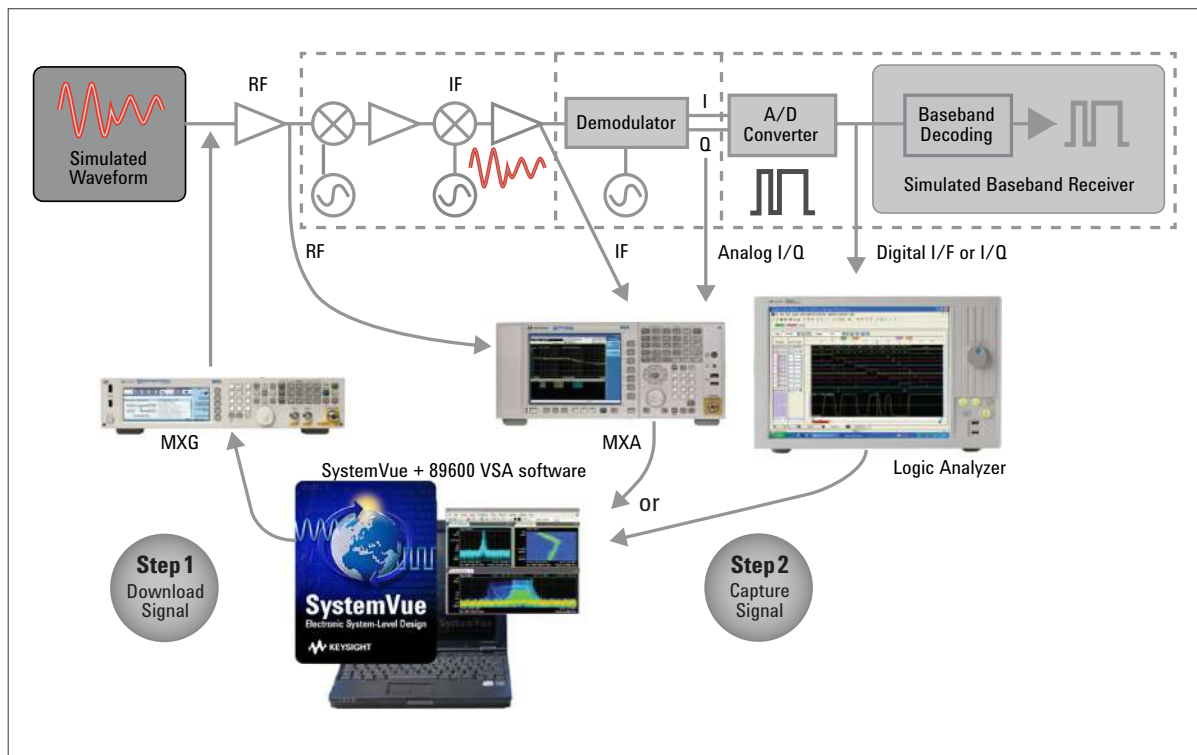 Simulated
Waveform
RF
IF
Demodulator
I
Q
A/D
Converter
Baseband
Decoding
Simulated Baseband Receiver
RF
IF
Analog I/Q
Digital I/F or I/Q
MXG
MXA
Logic Analyzer
SystemVue + 89600 VSA software
or
Step 1
Download
Signal
SystemVue
Electronic System-Level Design
KEYSIGHT
Step 2
Capture
Signal